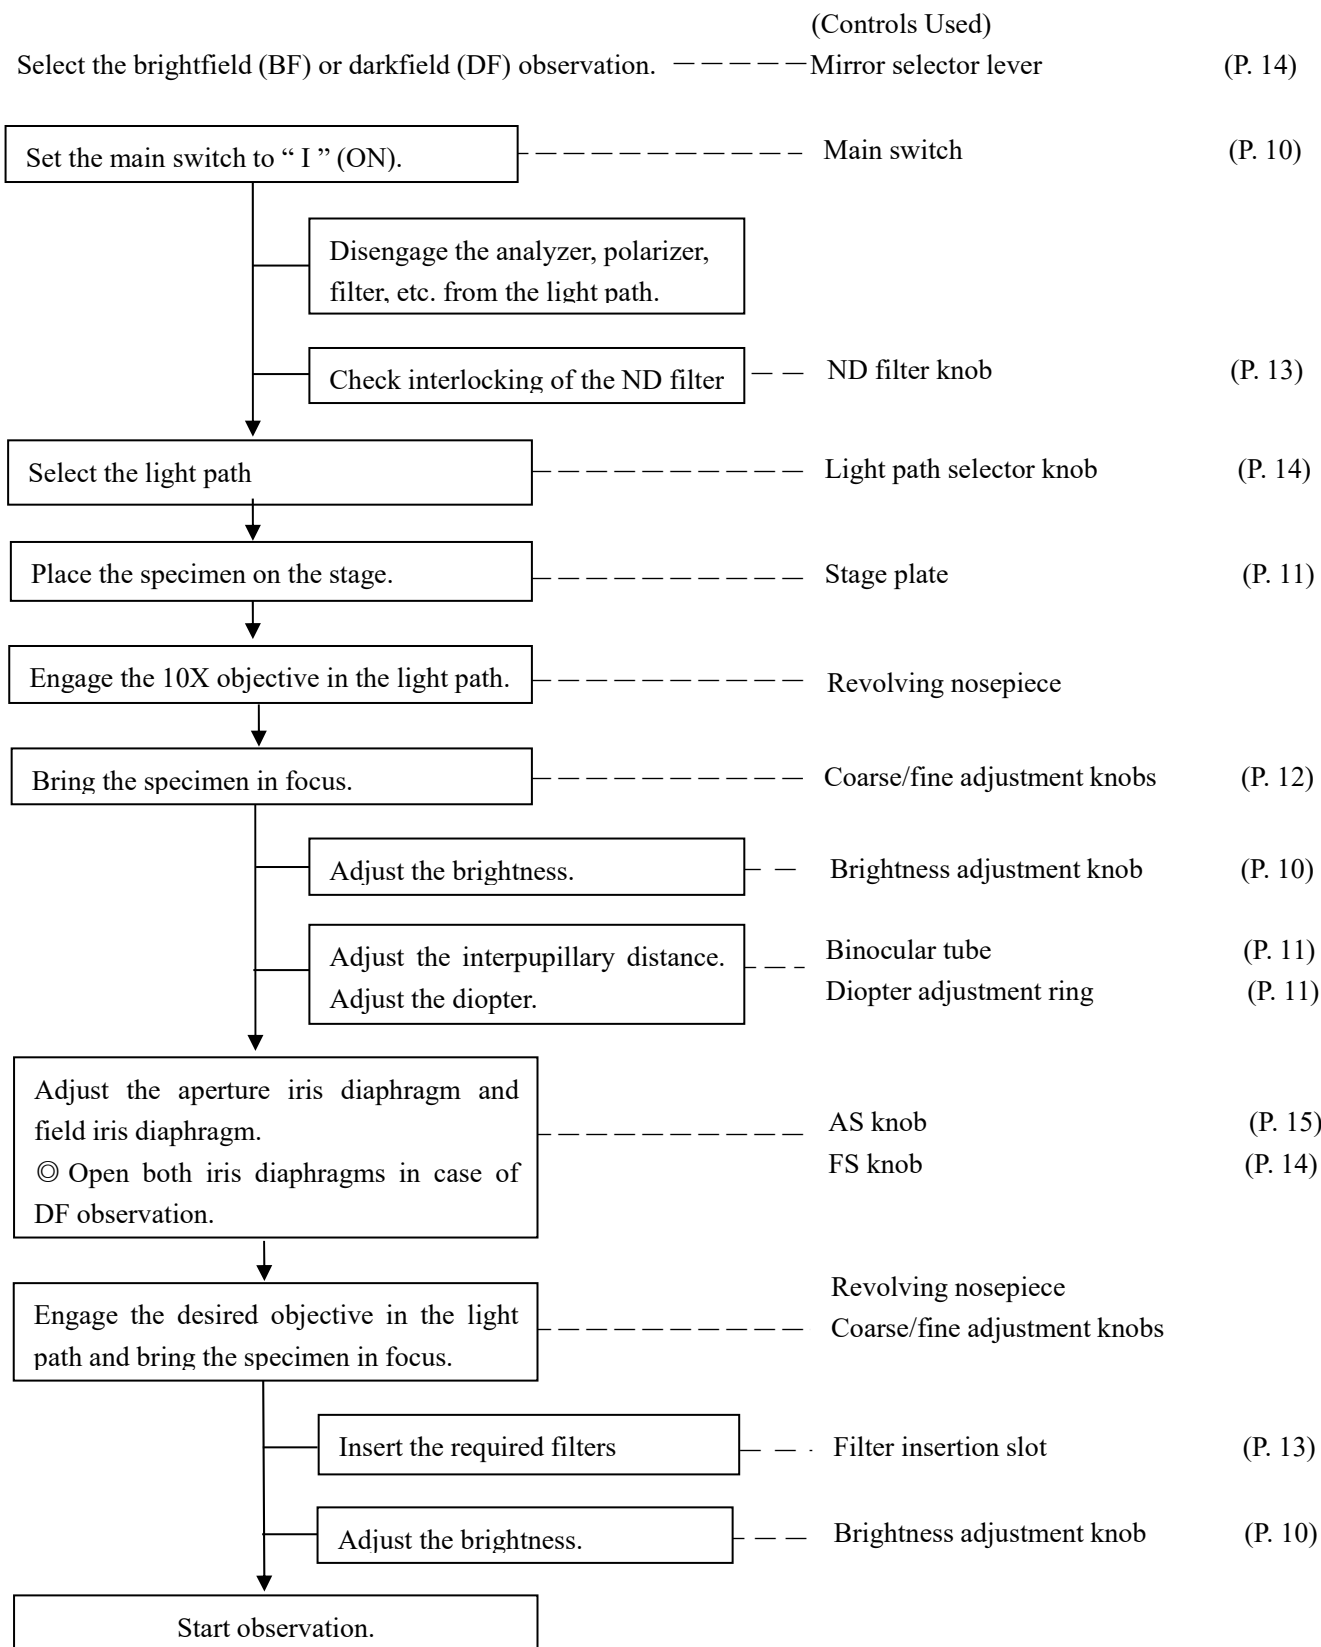 (Controls Used)
Select the brightfield (BF) or darkfield (DF) observation. Mirror selector lever (P. 14)
Set the main switch to “ I ” (ON). Main switch (P. 10)
Disengage the analyzer, polarizer,
filter, etc. from the light path.
Check interlocking of the ND filter ND filter knob (P. 13)
Select the light path Light path selector knob (P. 14)
Place the specimen on the stage. Stage plate (P. 11)
Engage the 10X objective in the light path. Revolving nosepiece
Bring the specimen in focus. Coarse/fine adjustment knobs (P. 12)
Adjust the brightness. Brightness adjustment knob (P. 10)
Adjust the interpupillary distance. Binocular tube (P. 11)
Adjust the diopter. Diopter adjustment ring (P. 11)
Adjust the aperture iris diaphragm and
field iris diaphragm. AS knob (P. 15)
◎ Open both iris diaphragms in case of FS knob (P. 14)
DF observation.
Engage the desired objective in the light Revolving nosepiece
path and bring the specimen in focus. Coarse/fine adjustment knobs
Insert the required filters Filter insertion slot (P. 13)
Adjust the brightness. Brightness adjustment knob (P. 10)
Start observation.